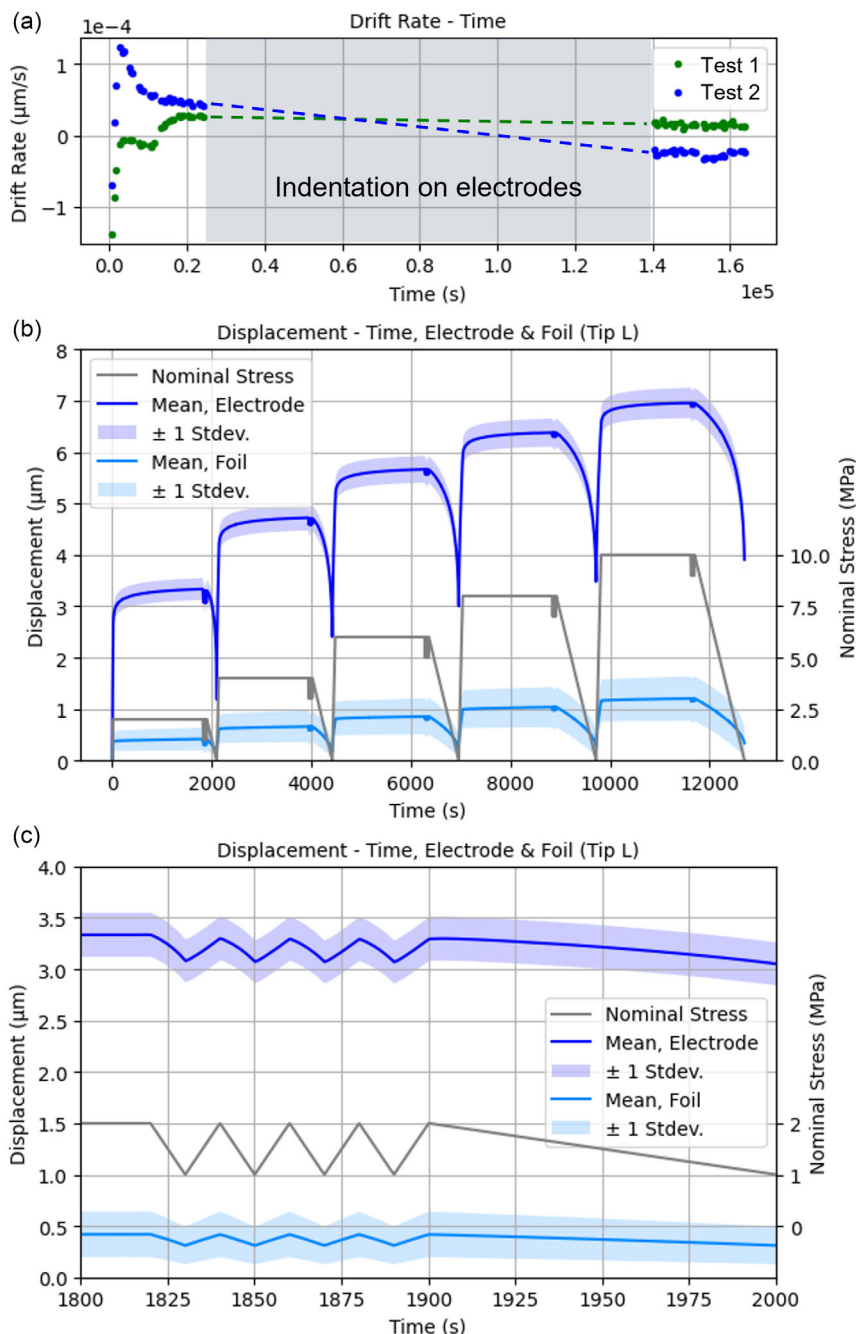 (a)
Drift Rate - Time
1e−4
Drift Rate (µm/s)
1
0
−1
Test 1
Test 2
Indentation on electrodes
0.0 0.2 0.4 0.6 0.8 1.0 1.2 1.4 1.6
1e5
Time (s)
(b)
Displacement - Time, Electrode & Foil (Tip L)
Displacement (µm)
8
7
6
5
4
3
2
1
0
Nominal Stress
Mean, Electrode
± 1 Stdev.
Mean, Foil
± 1 Stdev.
10.0
7.5
5.0
2.5
0.0
Nominal Stress (MPa)
0 2000 4000 6000 8000 10000 12000
Time (s)
(c)
Displacement - Time, Electrode & Foil (Tip L)
Displacement (µm)
4.0
3.5
3.0
2.5
2.0
1.5
1.0
0.5
0.0
Nominal Stress
Mean, Electrode
± 1 Stdev.
Mean, Foil
± 1 Stdev.
2
1
0
Nominal Stress (MPa)
1800 1825 1850 1875 1900 1925 1950 1975 2000
Time (s)